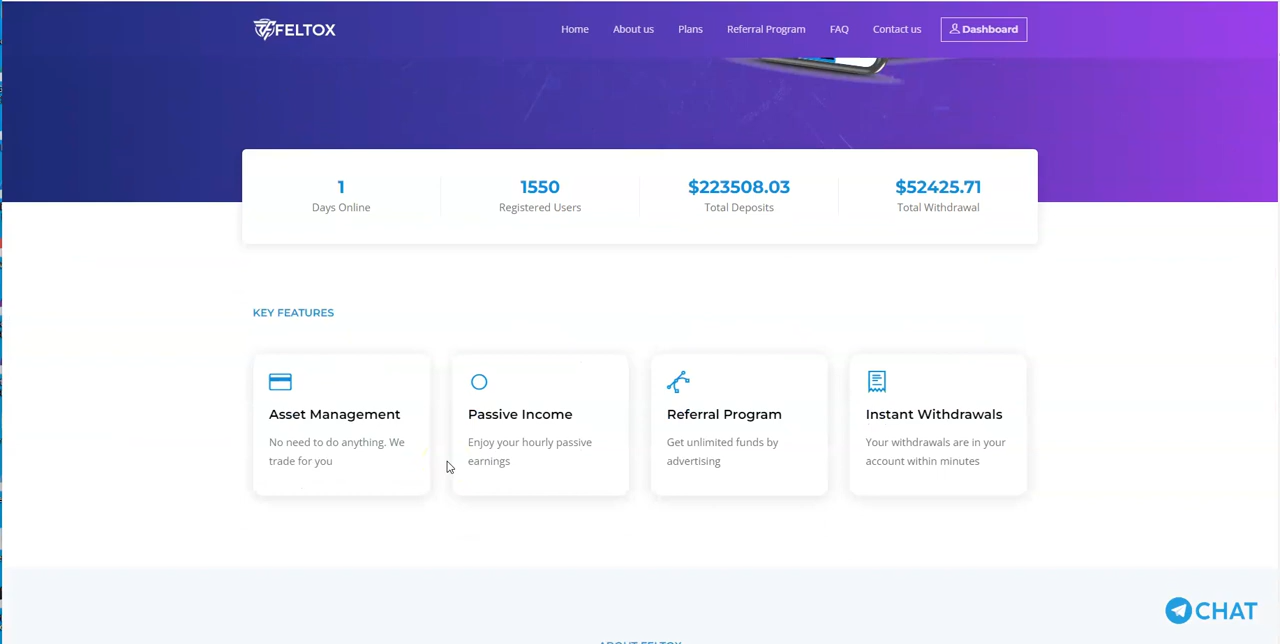 FELTOX
Home About us Plans Referral Program FAQ Contact us Dashboard
1 1550 $223508.03 $52425.71
Days Online Registered Users Total Deposits Total Withdrawal
KEY FEATURES
Asset Management
No need to do anything. We
trade for you
Passive Income
Enjoy your hourly passive
earnings
Referral Program
Get unlimited funds by
advertising
Instant Withdrawals
Your withdrawals are in your
account within minutes
CHAT
ABOUT FELTOX